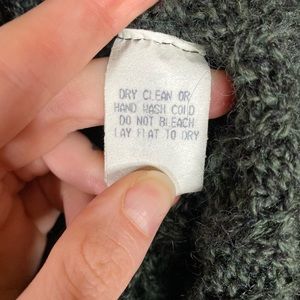 DRY CLEAN OR
HAND WASH COLD
DO NOT BLEACH
LAY FLAT TO DRY